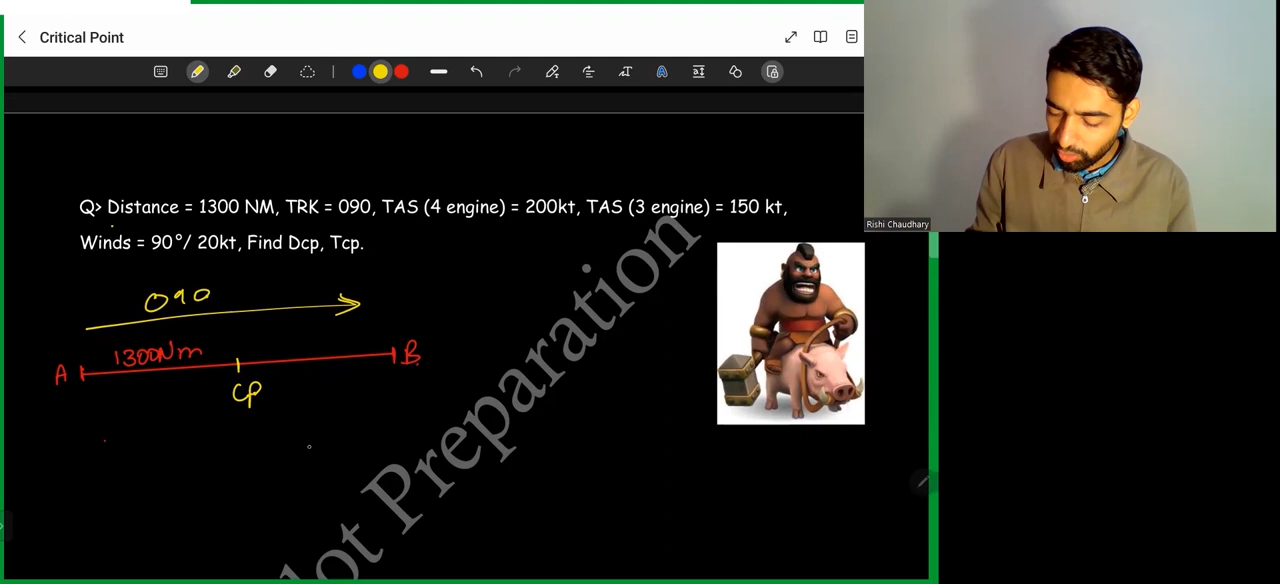 Critical Point
Rishi Chaudhary
Q> Distance = 1300 NM, TRK = 090, TAS (4 engine) = 200kt, TAS (3 engine) = 150 kt,
Winds = 90°/ 20kt, Find Dcp, Tcp.
090
1300Nm
A
B
CP
lot Preparation